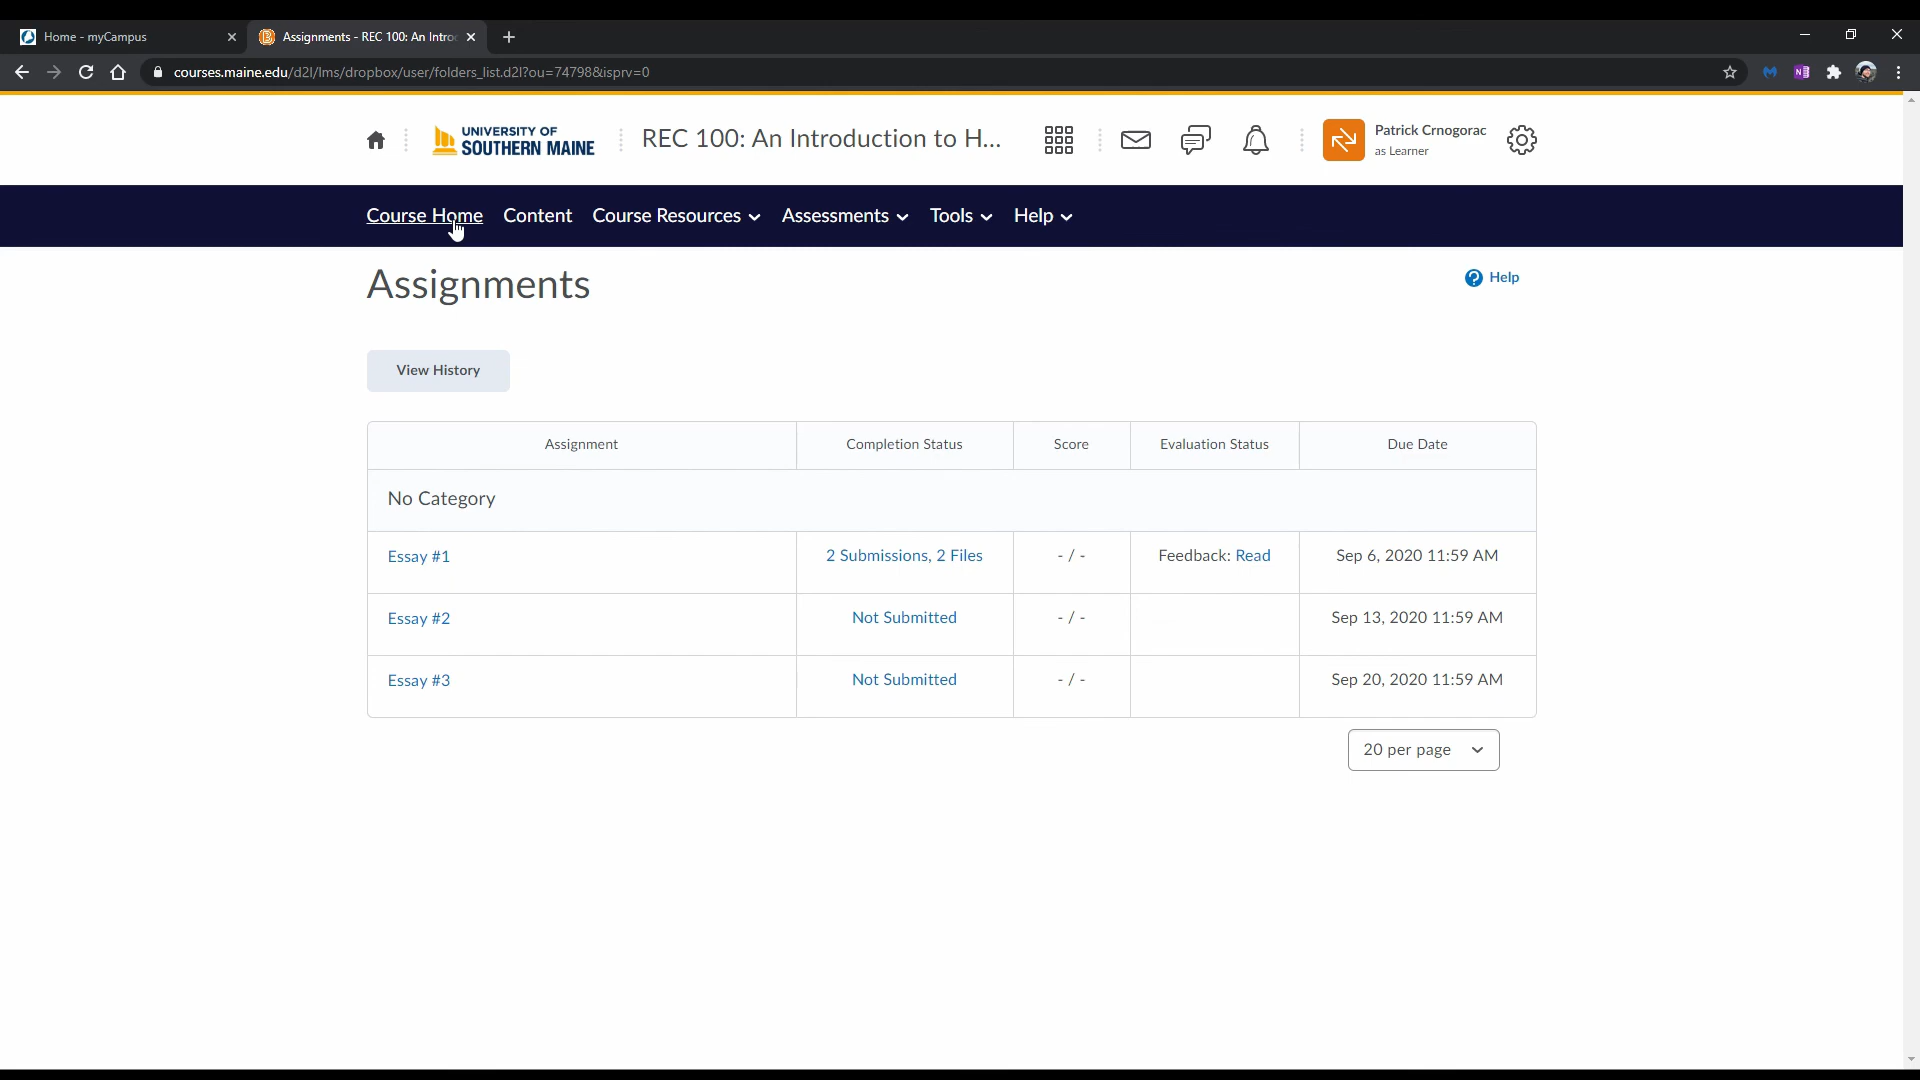 Home - myCampus
Assignments - REC 100: An Intro
courses.maine.edu/d2l/lms/dropbox/user/folders_list.d2l?ou=74798&isprv=0
UNIVERSITY OF
SOUTHERN MAINE
REC 100: An Introduction to H...
Patrick Crnogorac
as Learner
Course Home Content Course Resources Assessments Tools Help
Assignments
Help
View History
Assignment Completion Status Score Evaluation Status Due Date
No Category
Essay #1 2 Submissions, 2 Files - / - Feedback: Read Sep 6, 2020 11:59 AM
Essay #2 Not Submitted - / - Sep 13, 2020 11:59 AM
Essay #3 Not Submitted - / - Sep 20, 2020 11:59 AM
20 per page